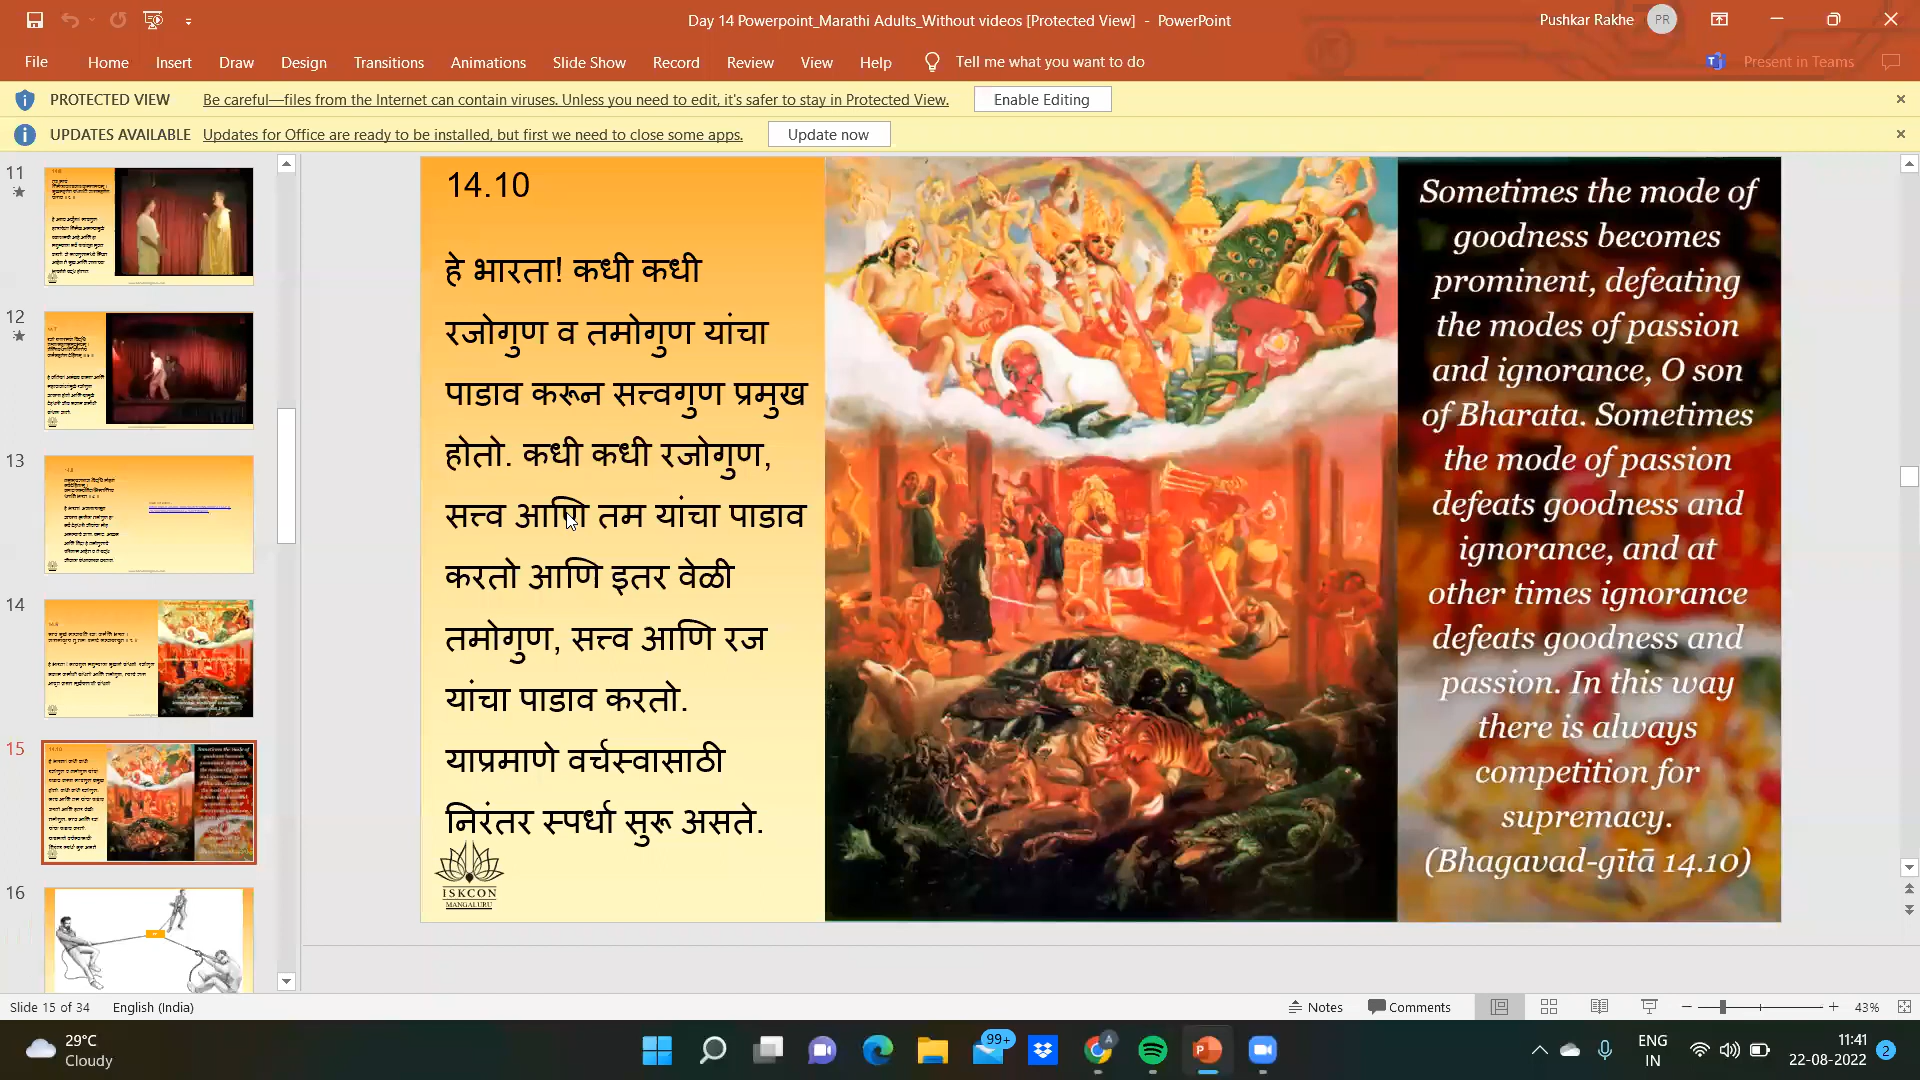 Day 14 Powerpoint_Marathi Adults_Without videos [Protected View] - PowerPoint
Pushkar Rakhe
PR
File Home Insert Draw Design Transitions Animations Slide Show Record Review View Help Tell me what you want to do
Present in Teams
PROTECTED VIEW Be careful—files from the Internet can contain viruses. Unless you need to edit, it's safer to stay in Protected View. Enable Editing
UPDATES AVAILABLE Updates for Office are ready to be installed, but first we need to close some apps. Update now
11
12
13
14
15
16
14.10
हे भारता! कधी कधी
रजोगुण व तमोगुण यांचा
पाडाव करून सत्त्वगुण प्रमुख
होतो. कधी कधी रजोगुण,
सत्त्व आणि तम यांचा पाडाव
करतो आणि इतर वेळी
तमोगुण, सत्त्व आणि रज
यांचा पाडाव करतो.
याप्रमाणे वर्चस्वासाठी
निरंतर स्पर्धा सुरू असते.
ISKCON
MANGALURU
Sometimes the mode of
goodness becomes
prominent, defeating
the modes of passion
and ignorance, O son
of Bharata. Sometimes
the mode of passion
defeats goodness and
ignorance, and at
other times ignorance
defeats goodness and
passion. In this way
there is always
competition for
supremacy.
(Bhagavad-gītā 14.10)
Slide 15 of 34 English (India)
Notes Comments 43%
29°C
Cloudy
99+
ENG
IN
11:41
22-08-2022
2